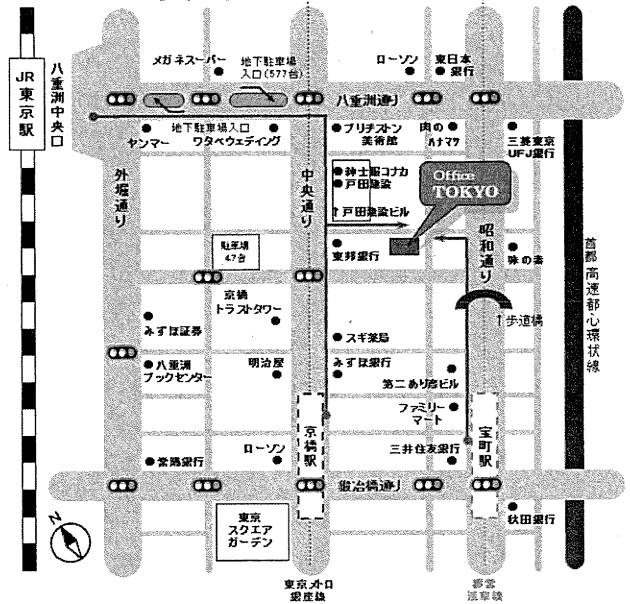 メガネスーパー
地下駐車場
入口(577台)
ローソン
東日本
銀行
JR
東京駅
八重洲中央口
八重洲通り
地下駐車場入口
ヤンマー
ワタベウェディング
ブリヂストン
美術館
肉の
ハナマサ
三菱東京
UFJ銀行
紳士服コナカ
戸田建設
↑戸田建設ビル
Office
TOKYO
外堀通り
中央通り
昭和通り
駐車場
47台
東邦銀行
味の素
首都高速都心環状線
京橋
トラストタワー
みずほ証券
↑歩道橋
スギ薬局
八重洲
ブックセンター
明治屋
みずほ銀行
第二あり彦ビル
ファミリー
マート
京橋駅
宝町駅
常陽銀行
ローソン
三井住友銀行
鍛冶橋通り
東京
スクエア
ガーデン
秋田銀行
N
東京メトロ
銀座線
都営
浅草線